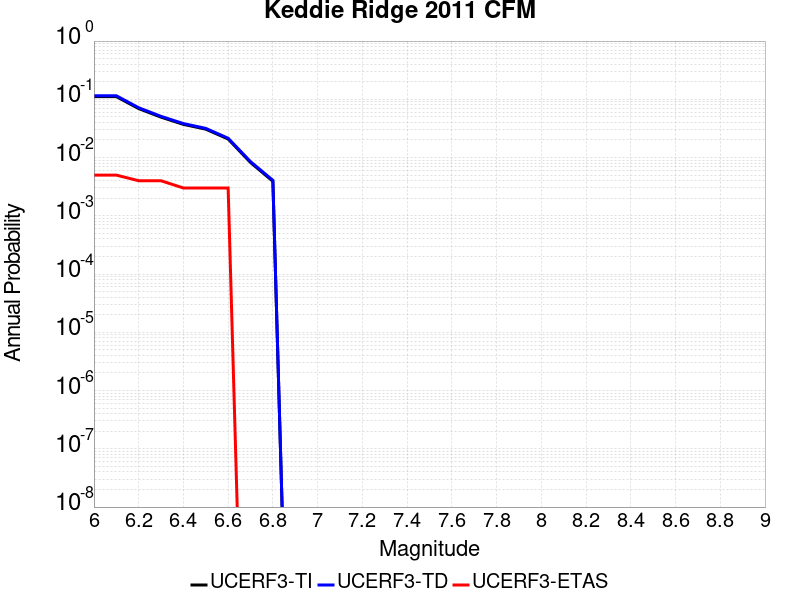 Keddie Ridge 2011 CFM
10^0
10^-1
10^-2
10^-3
10^-4
10^-5
10^-6
10^-7
10^-8
Annual Probability
6 6.2 6.4 6.6 6.8 7 7.2 7.4 7.6 7.8 8 8.2 8.4 8.6 8.8 9
Magnitude
UCERF3-TI UCERF3-TD UCERF3-ETAS